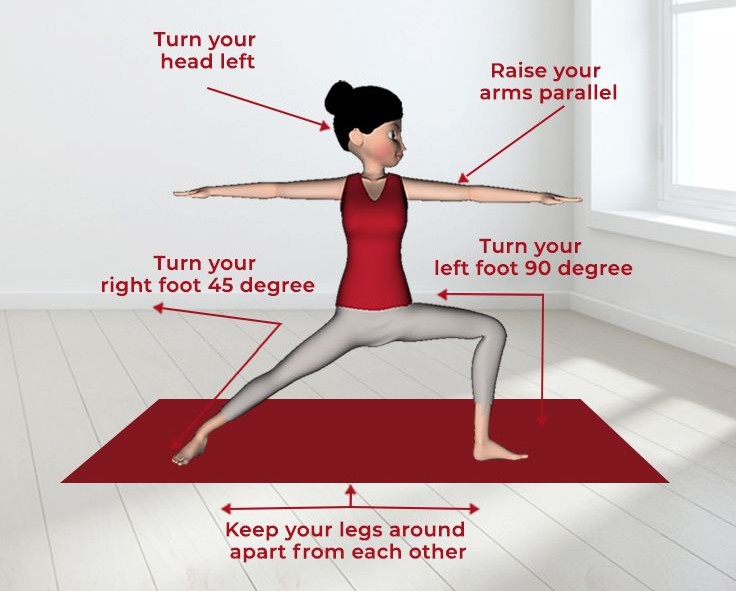 Turn your
head left
Raise your
arms parallel
Turn your
right foot 45 degree
Turn your
left foot 90 degree
Keep your legs around
apart from each other